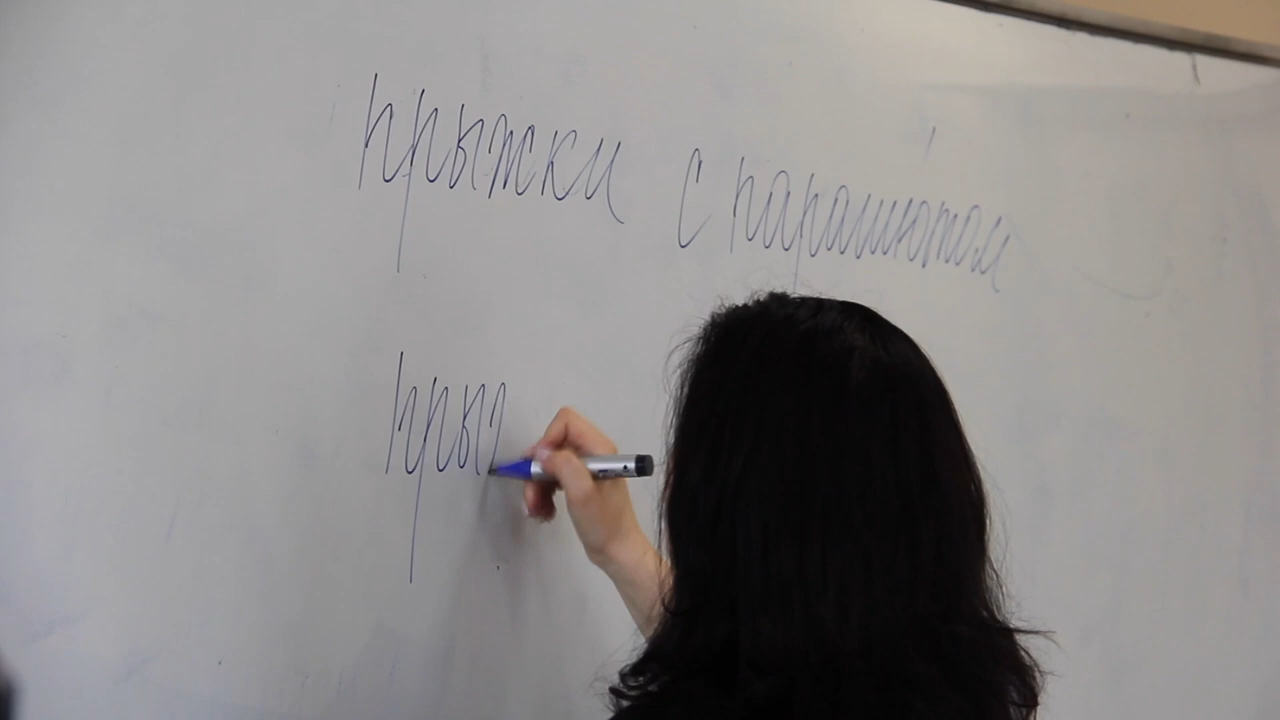 прыжки с парашютом
прыг